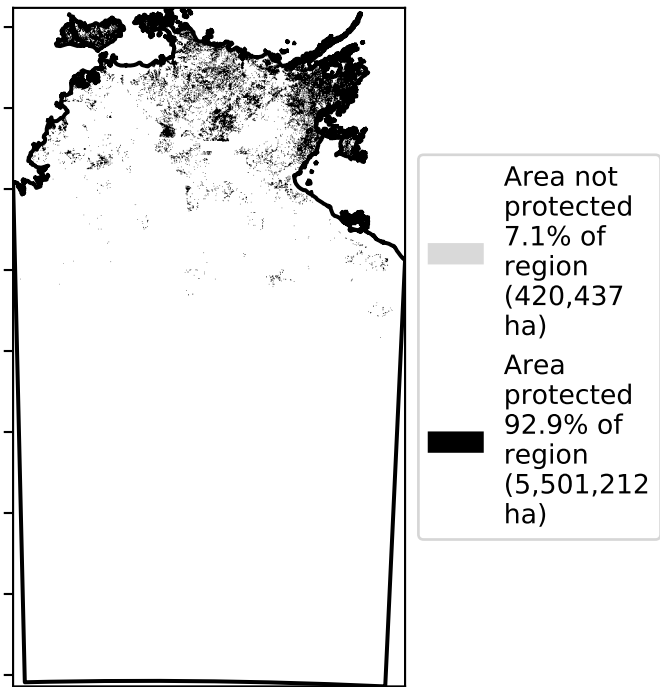 Area not
protected
7.1% of
region
(420,437
ha)
Area
protected
92.9% of
region
(5,501,212
ha)